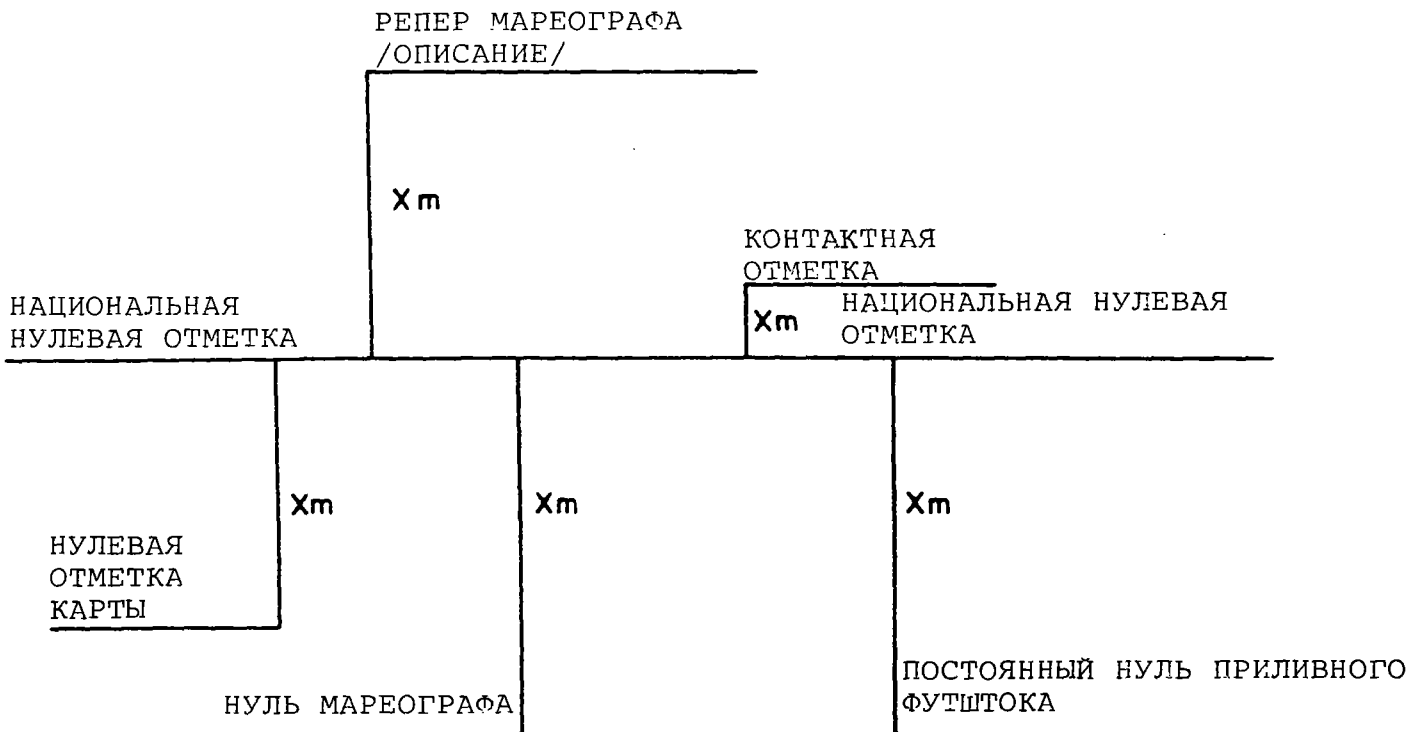 РЕПЕР МАРЕОГРАФА
/ОПИСАНИЕ/
Xm
КОНТАКТНАЯ
ОТМЕТКА
НАЦИОНАЛЬНАЯ
НУЛЕВАЯ ОТМЕТКА
Xm
НАЦИОНАЛЬНАЯ НУЛЕВАЯ
ОТМЕТКА
Xm
Xm
Xm
НУЛЕВАЯ
ОТМЕТКА
КАРТЫ
НУЛЬ МАРЕОГРАФА
ПОСТОЯННЫЙ НУЛЬ ПРИЛИВНОГО
ФУТШТОКА